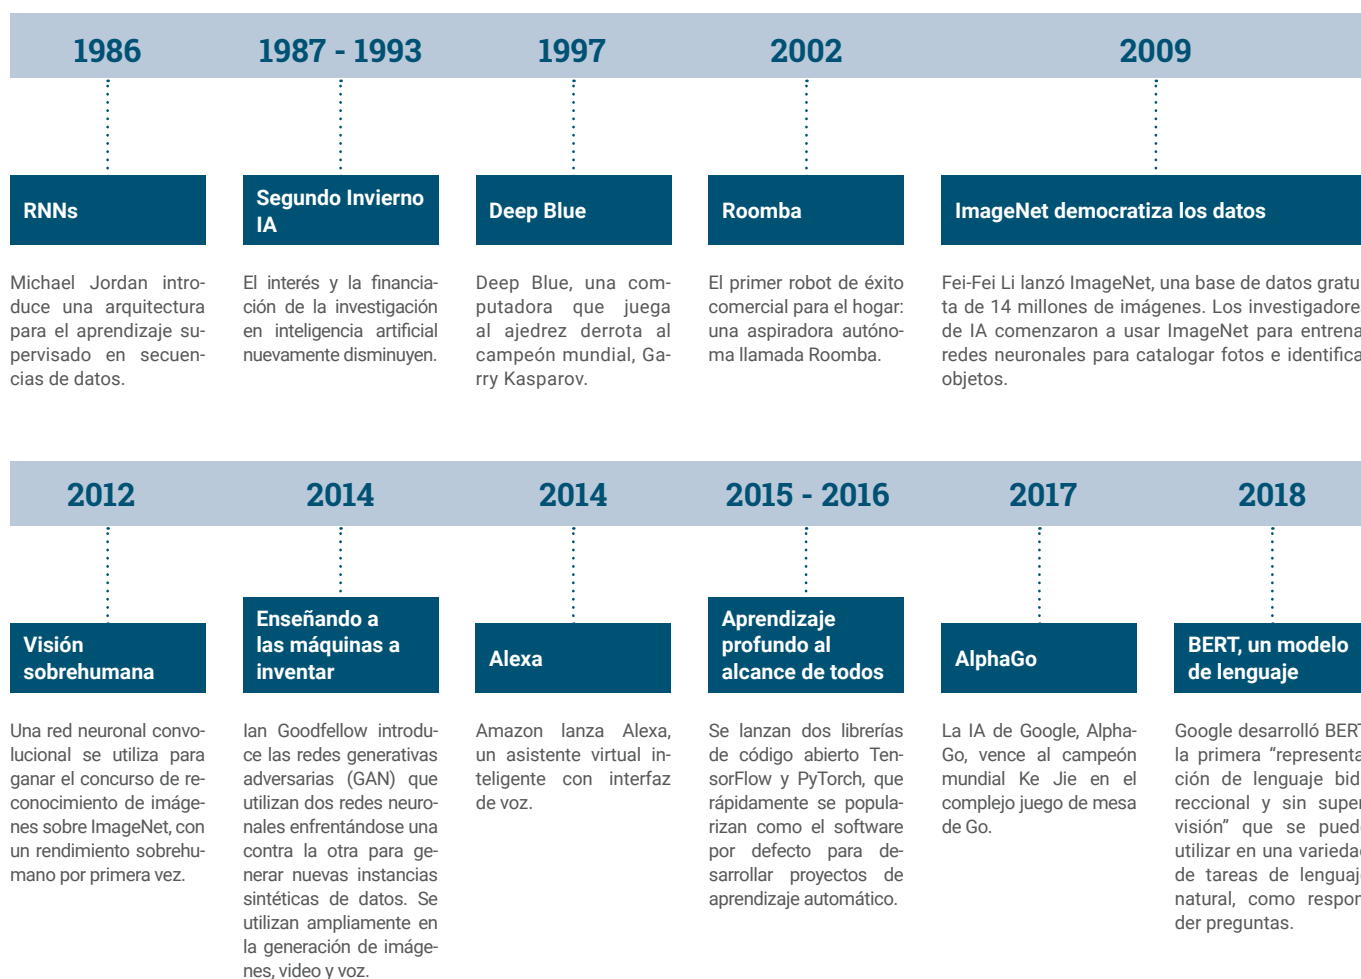 1986
1987 - 1993
1997
2002
2009
RNNs
Segundo Invierno
IA
Deep Blue
Roomba
ImageNet democratiza los datos
Michael Jordan intro-
duce una arquitectura
para el aprendizaje su-
pervisado en secuen-
cias de datos.
El interés y la financia-
ción de la investigación
en inteligencia artificial
nuevamente disminuyen.
Deep Blue, una com-
putadora que juega
al ajedrez derrota al
campeón mundial, Ga-
rry Kasparov.
El primer robot de éxito
comercial para el hogar:
una aspiradora autóno-
ma llamada Roomba.
Fei-Fei Li lanzó ImageNet, una base de datos gratu
ta de 14 millones de imágenes. Los investigadore
de IA comenzaron a usar ImageNet para entrena
redes neuronales para catalogar fotos e identifica
objetos.
2012
2014
2014
2015 - 2016
2017
2018
Visión
sobrehumana
Enseñando a
las máquinas a
inventar
Alexa
Aprendizaje
profundo al
alcance de todos
AlphaGo
BERT, un modelo
de lenguaje
Una red neuronal convo-
lucional se utiliza para
ganar el concurso de re-
conocimiento de imáge-
nes sobre ImageNet, con
un rendimiento sobrehu-
mano por primera vez.
Ian Goodfellow introdu-
ce las redes generativas
adversarias (GAN) que
utilizan dos redes neuro-
nales enfrentándose una
contra la otra para ge-
nerar nuevas instancias
sintéticas de datos. Se
utilizan ampliamente en
la generación de imáge-
nes, video y voz.
Amazon lanza Alexa,
un asistente virtual in-
teligente con interfaz
de voz.
Se lanzan dos librerías
de código abierto Ten-
sorFlow y PyTorch, que
rápidamente se popula-
rizan como el software
por defecto para de-
sarrollar proyectos de
aprendizaje automático.
La IA de Google, Alpha-
Go, vence al campeón
mundial Ke Jie en el
complejo juego de mesa
de Go.
Google desarrolló BERT
la primera “representa
ción de lenguaje bid
reccional y sin super
visión” que se pued
utilizar en una variedad
de tareas de lenguaj
natural, como respon
der preguntas.